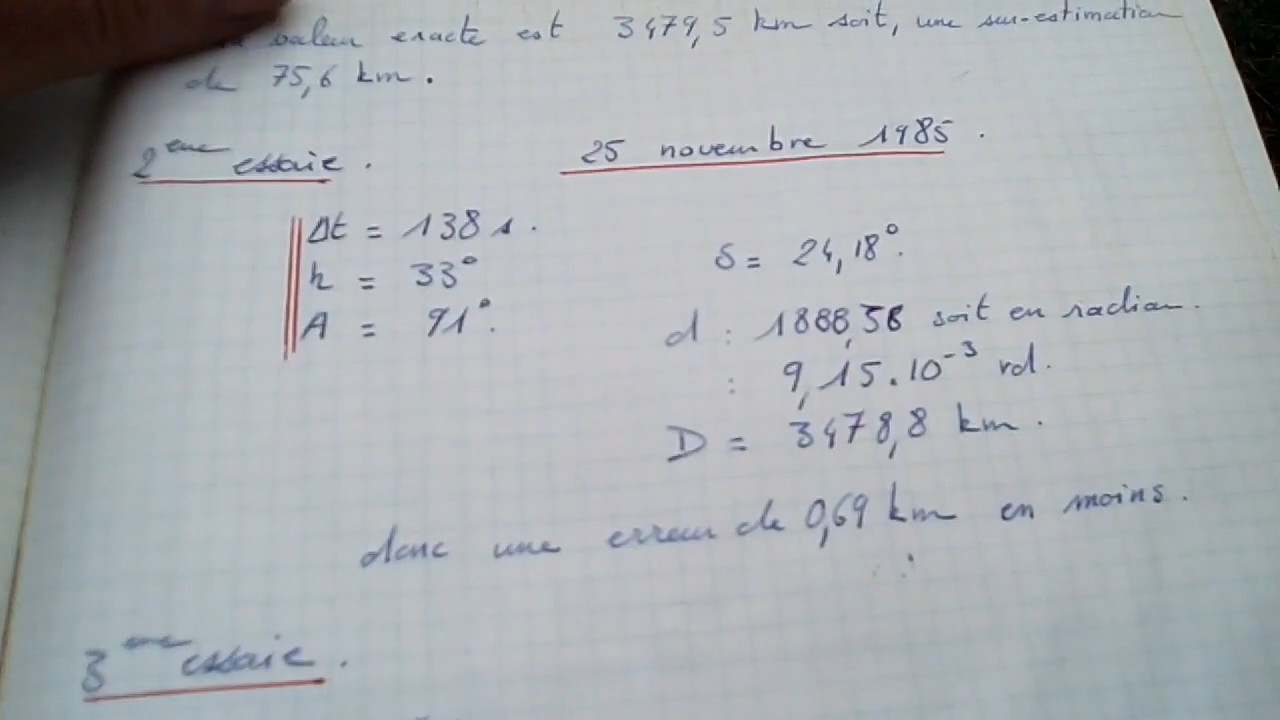 valeur exacte est 3479,5 km soit, une sur-estimation
de 75,6 km.
2eme essaie. 25 novembre 1985.
Δt = 138 s.
h = 33°
A = 91°.
δ = 24,18°.
d : 1888,58 soit en radian.
: 9,15.10-3 rd.
D = 3478,8 km.
donc une erreur de 0,69 km en moins.
3eme essaie.